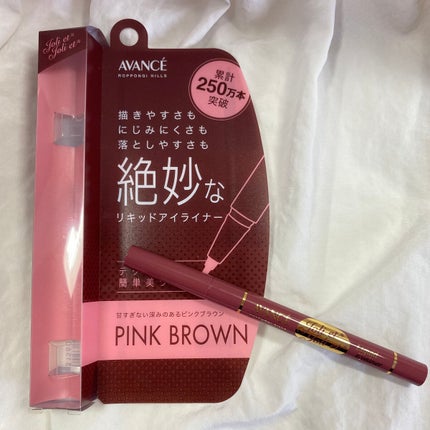 Joli et
Joli et
AVANCÉ
ROPPONGI HILLS
累計
250万本
突破
描きやすさも
にじみにくさも
落としやすさも
絶妙な
リキッドアイライナー
簡単美
甘すぎない深みのあるピンクブラウン
PINK BROWN